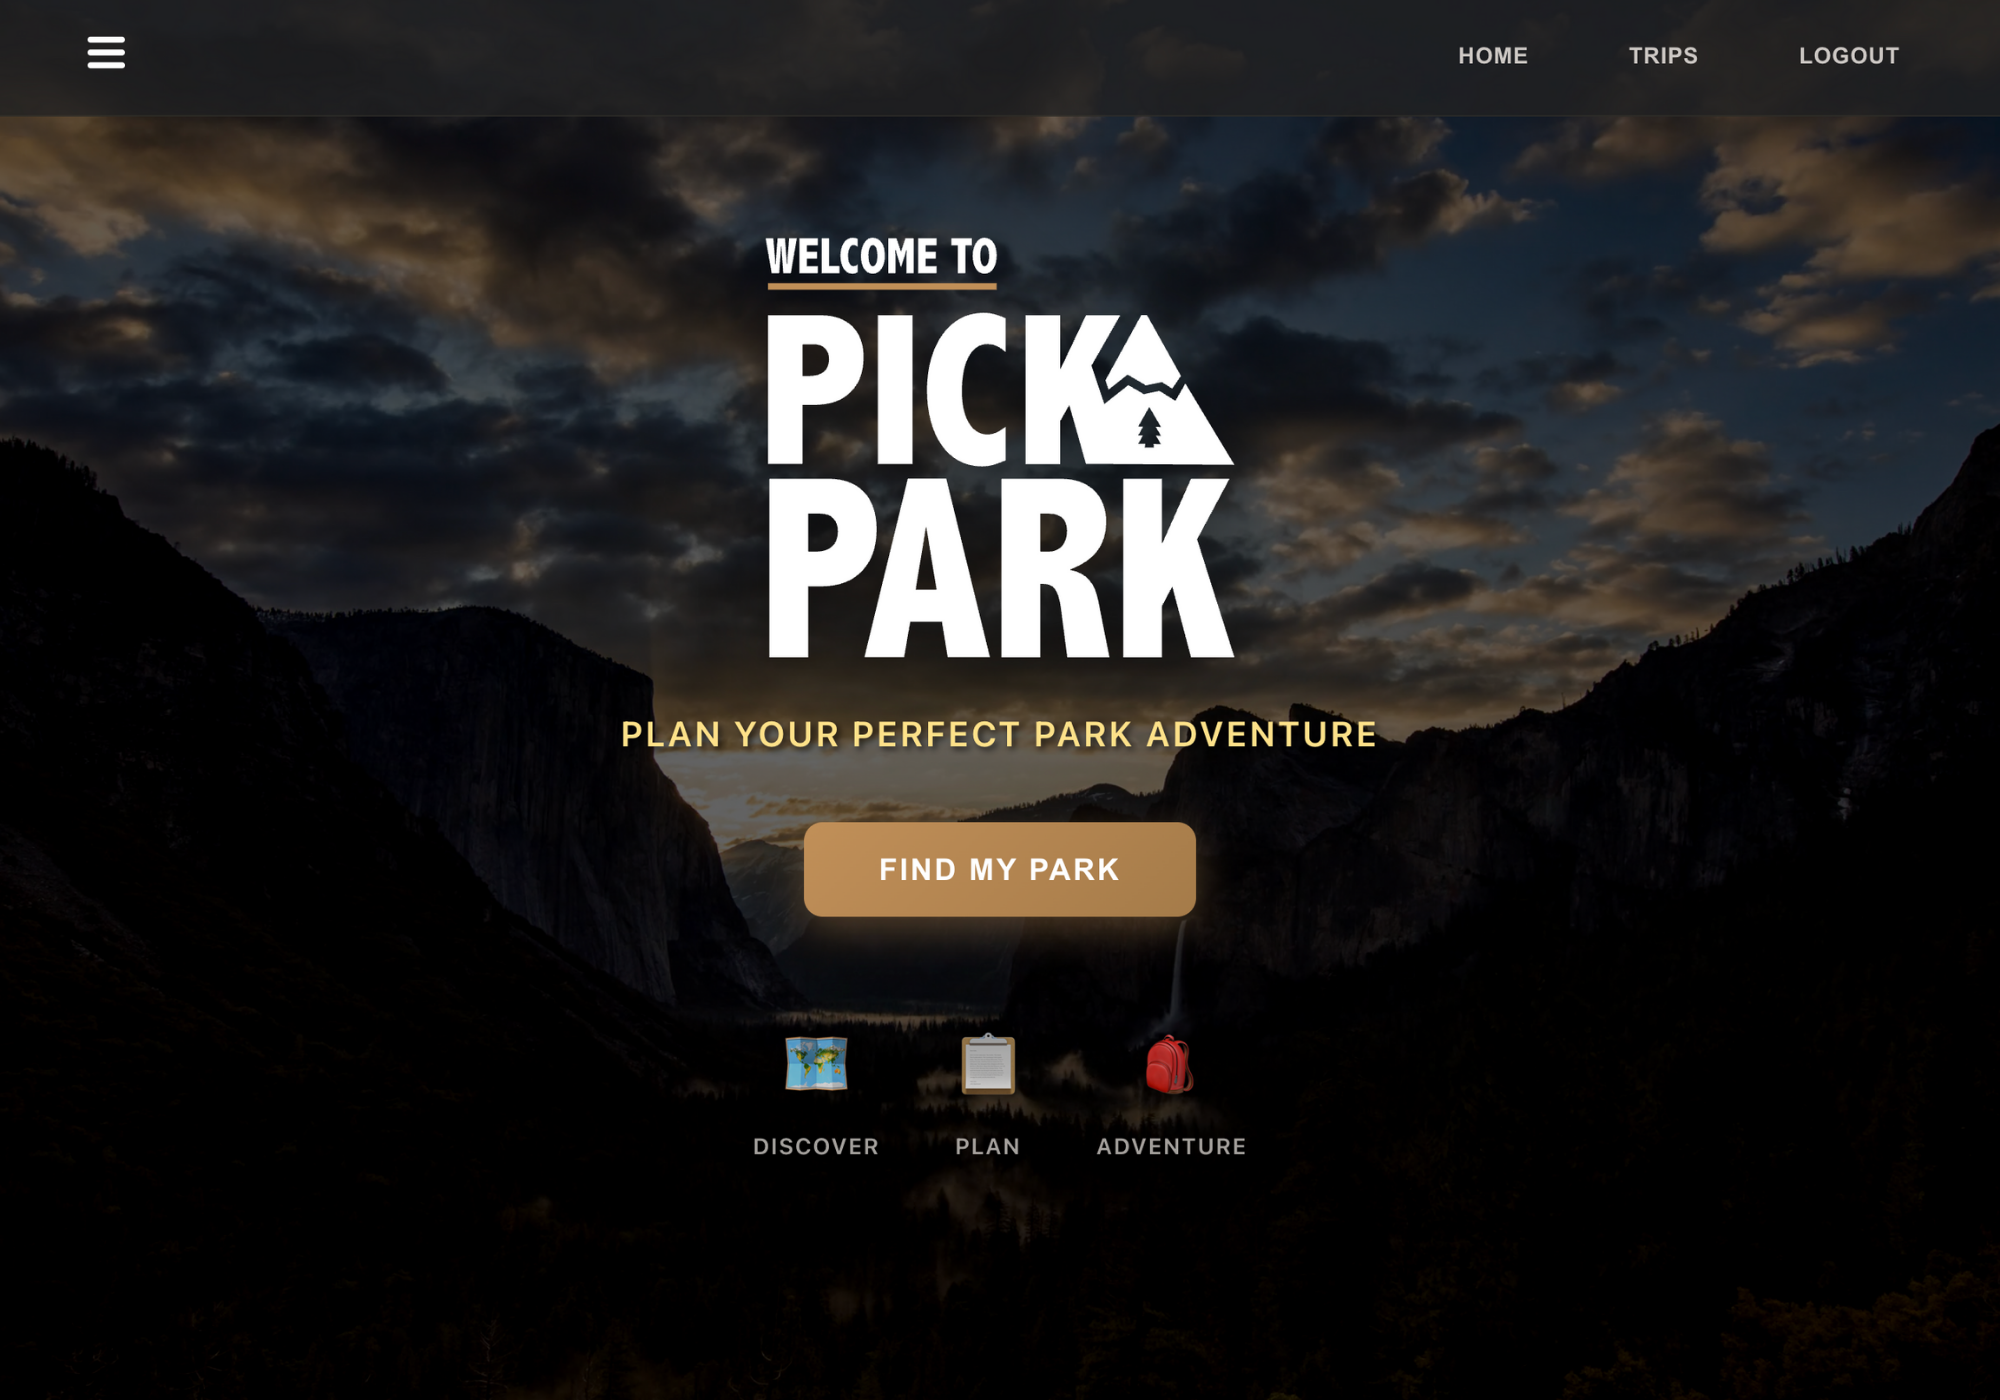 HOME TRIPS LOGOUT
WELCOME TO
PICK
PARK
PLAN YOUR PERFECT PARK ADVENTURE
FIND MY PARK
DISCOVER PLAN ADVENTURE